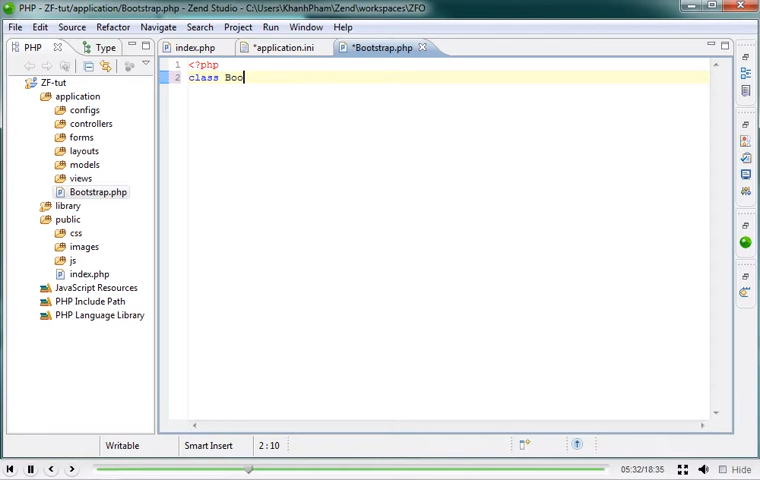 PHP - ZF-tut/application/Bootstrap.php - Zend Studio - C:\Users\KhanhPham\Zend\workspaces\ZFO
File Edit Source Refactor Navigate Search Project Run Window Help
PHP Type
index.php *application.ini *Bootstrap.php
ZF-tut
application
configs
controllers
forms
layouts
models
views
Bootstrap.php
library
public
css
images
js
index.php
JavaScript Resources
PHP Include Path
PHP Language Library
1 <?php
2 class Boo
Writable Smart Insert 2 : 10
05:32/18:35 Hide